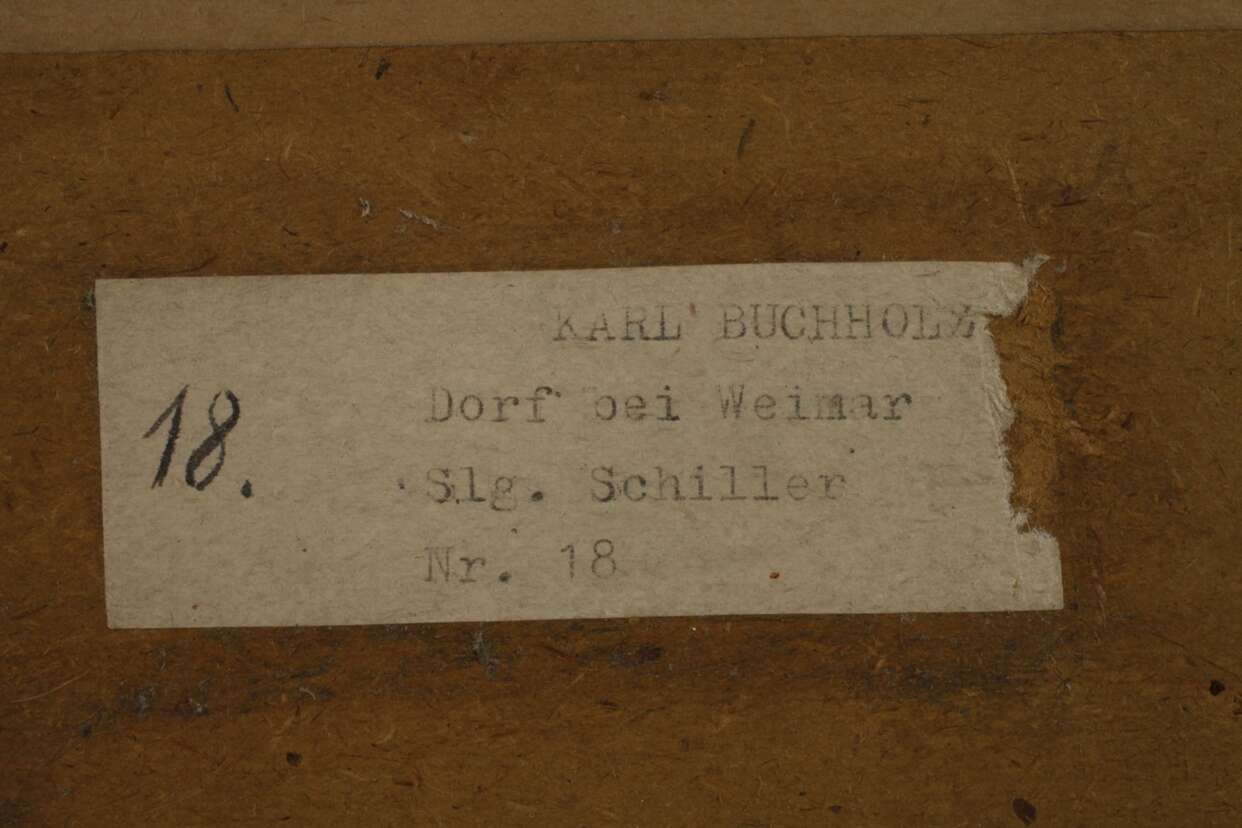 KARL BUCHHOLZ
18.
Dorf bei Weimar
Slg. Schiller
Nr. 18